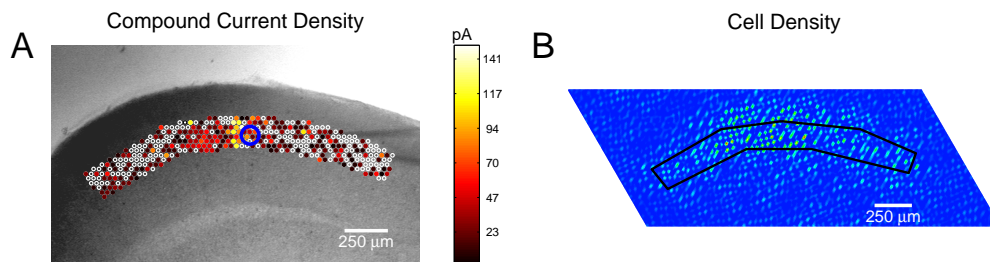 Compound Current Density
Cell Density
A
pA
B
141
117
94
70
47
23
250 µm
250 µm